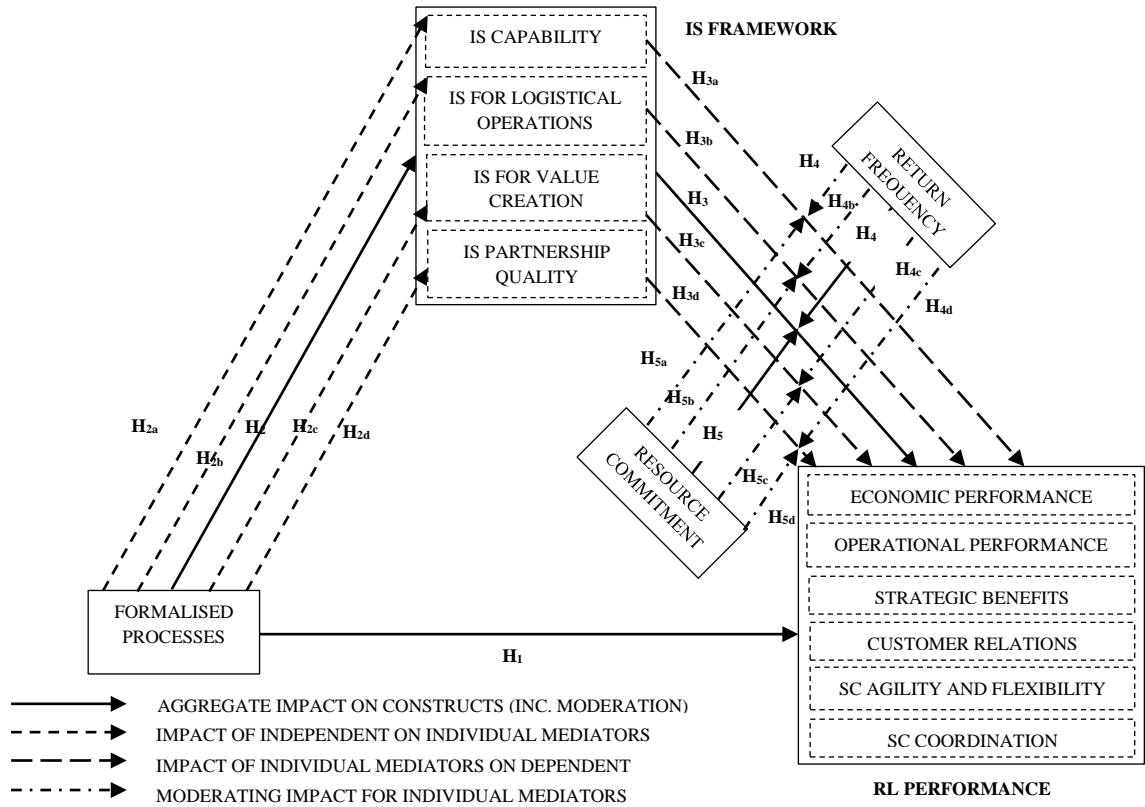 IS FRAMEWORK
IS CAPABILITY
IS FOR LOGISTICAL
OPERATIONS
IS FOR VALUE
CREATION
IS PARTNERSHIP
QUALITY
H3a
H3b
H3
H3c
H3d
RETURN
FREQUENCY
H4
H4b
H4
H4c
H4d
H5a
H5b
H5
H5c
H5d
RESOURCE
COMMITMENT
H2a
H2b
H2
H2c
H2d
FORMALISED
PROCESSES
H1
ECONOMIC PERFORMANCE
OPERATIONAL PERFORMANCE
STRATEGIC BENEFITS
CUSTOMER RELATIONS
SC AGILITY AND FLEXIBILITY
SC COORDINATION
RL PERFORMANCE
AGGREGATE IMPACT ON CONSTRUCTS (INC. MODERATION)
IMPACT OF INDEPENDENT ON INDIVIDUAL MEDIATORS
IMPACT OF INDIVIDUAL MEDIATORS ON DEPENDENT
MODERATING IMPACT FOR INDIVIDUAL MEDIATORS